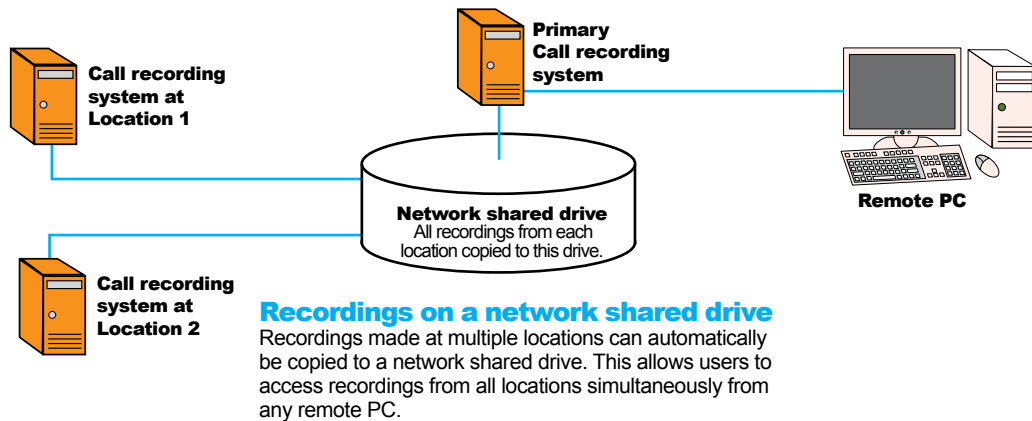 Call recording
system at
Location 1
Primary
Call recording
system
Remote PC
Network shared drive
All recordings from each
location copied to this drive.
Call recording
system at
Location 2
Recordings on a network shared drive
Recordings made at multiple locations can automatically
be copied to a network shared drive. This allows users to
access recordings from all locations simultaneously from
any remote PC.